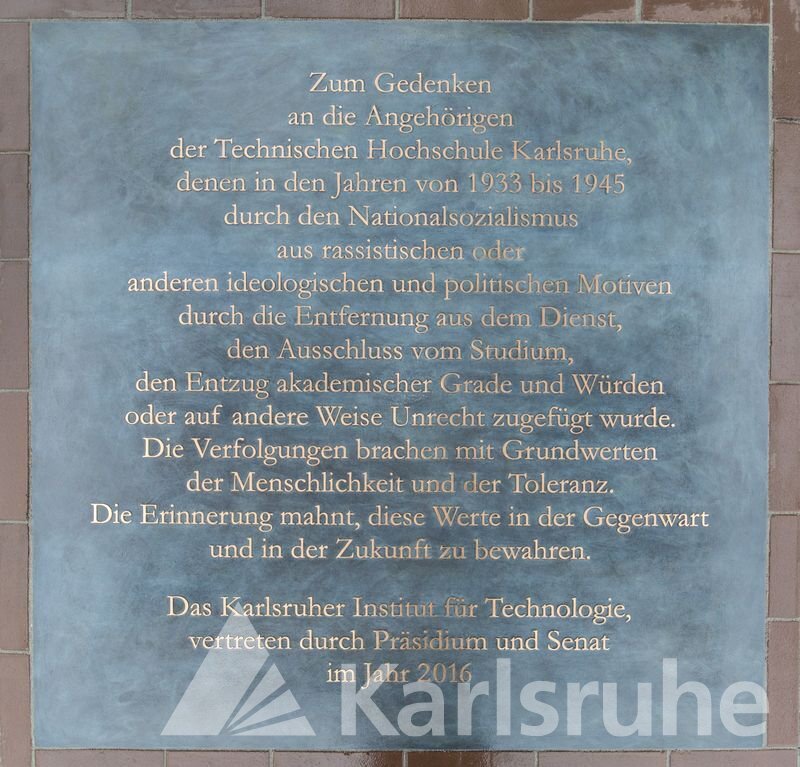 Zum Gedenken
an die Angehörigen
der Technischen Hochschule Karlsruhe,
denen in den Jahren von 1933 bis 1945
durch den Nationalsozialismus
aus rassistischen oder
anderen ideologischen und politischen Motiven
durch die Entfernung aus dem Dienst,
den Ausschluss vom Studium,
den Entzug akademischer Grade und Würden
oder auf andere Weise Unrecht zugefügt wurde.
Die Verfolgungen brachen mit Grundwerten
der Menschlichkeit und der Toleranz.
Die Erinnerung mahnt, diese Werte in der Gegenwart
und in der Zukunft zu bewahren.
Das Karlsruher Institut für Technologie,
vertreten durch Präsidium und Senat
im Jahr 2016
Karlsruhe